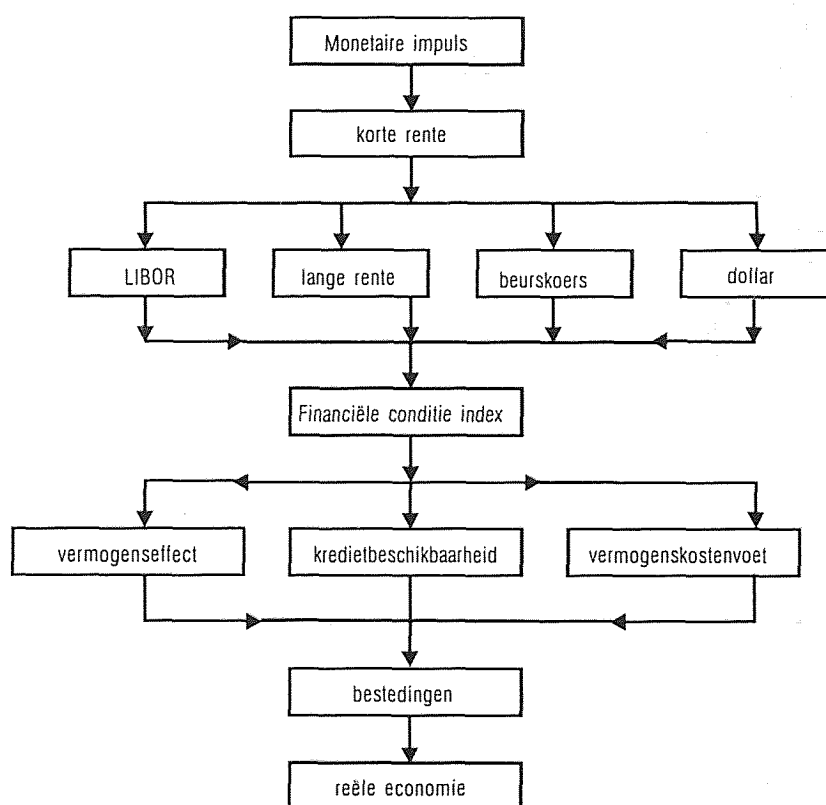 Monetaire impuls
korte rente
LIBOR
lange rente
beurskoers
dollar
Financiële conditie index
vermogenseffect
kredietbeschikbaarheid
vermogenskostenvoet
bestedingen
reële economie